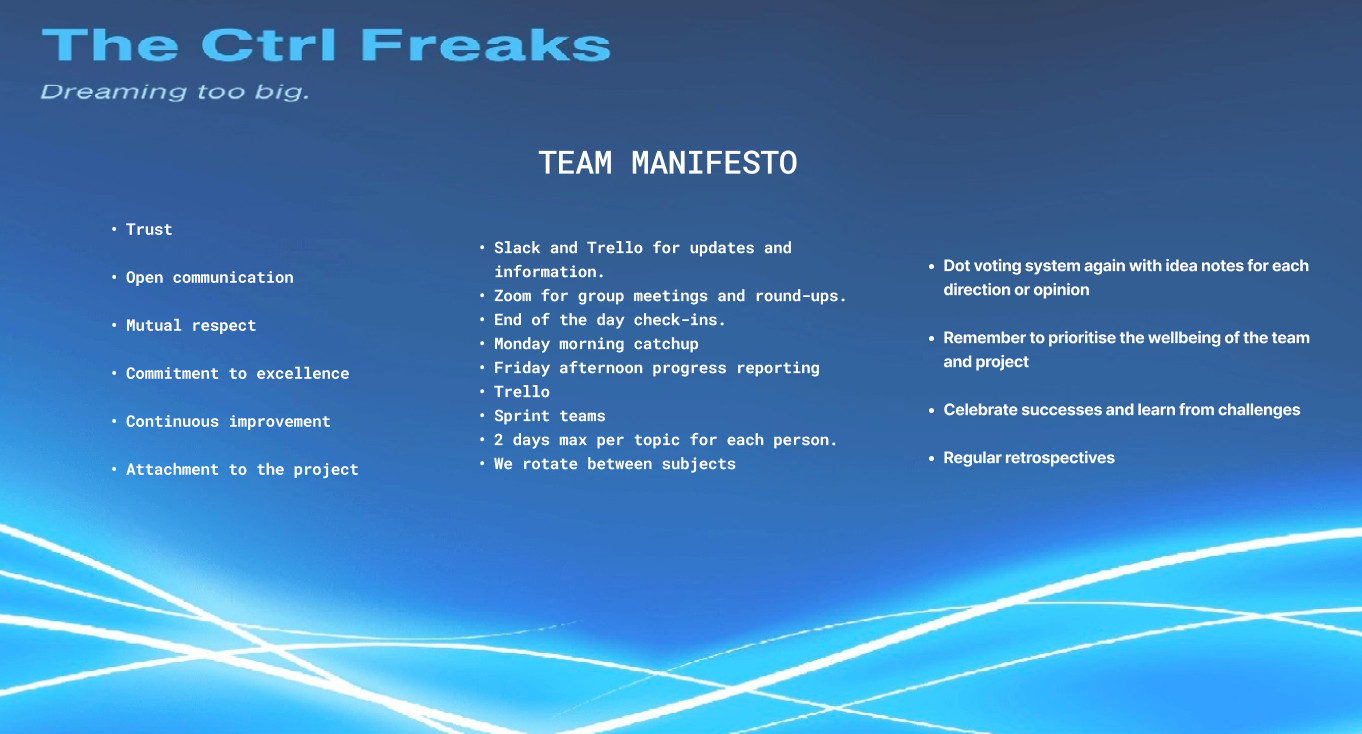 The Ctrl Freaks
Dreaming too big.
TEAM MANIFESTO
• Trust
• Open communication
• Mutual respect
• Commitment to excellence
• Continuous improvement
• Attachment to the project
• Slack and Trello for updates and
information.
• Zoom for group meetings and round-ups.
• End of the day check-ins.
• Monday morning catchup
• Friday afternoon progress reporting
• Trello
• Sprint teams
• 2 days max per topic for each person.
• We rotate between subjects
• Dot voting system again with idea notes for each
direction or opinion
• Remember to prioritise the wellbeing of the team
and project
• Celebrate successes and learn from challenges
• Regular retrospectives